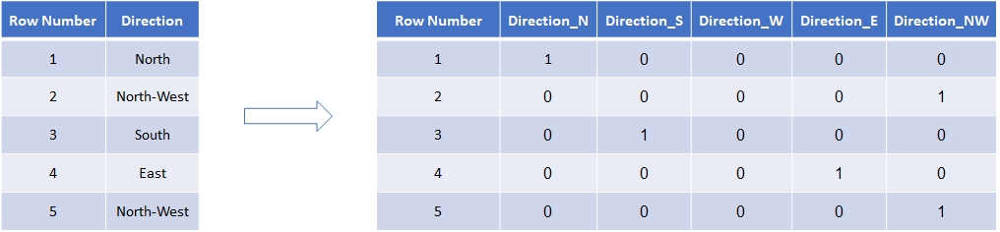 Row Number Direction
1 North
2 North-West
3 South
4 East
5 North-West
Row Number Direction_N Direction_S Direction_W Direction_E Direction_NW
1 1 0 0 0 0
2 0 0 0 0 1
3 0 1 0 0 0
4 0 0 0 1 0
5 0 0 0 0 1